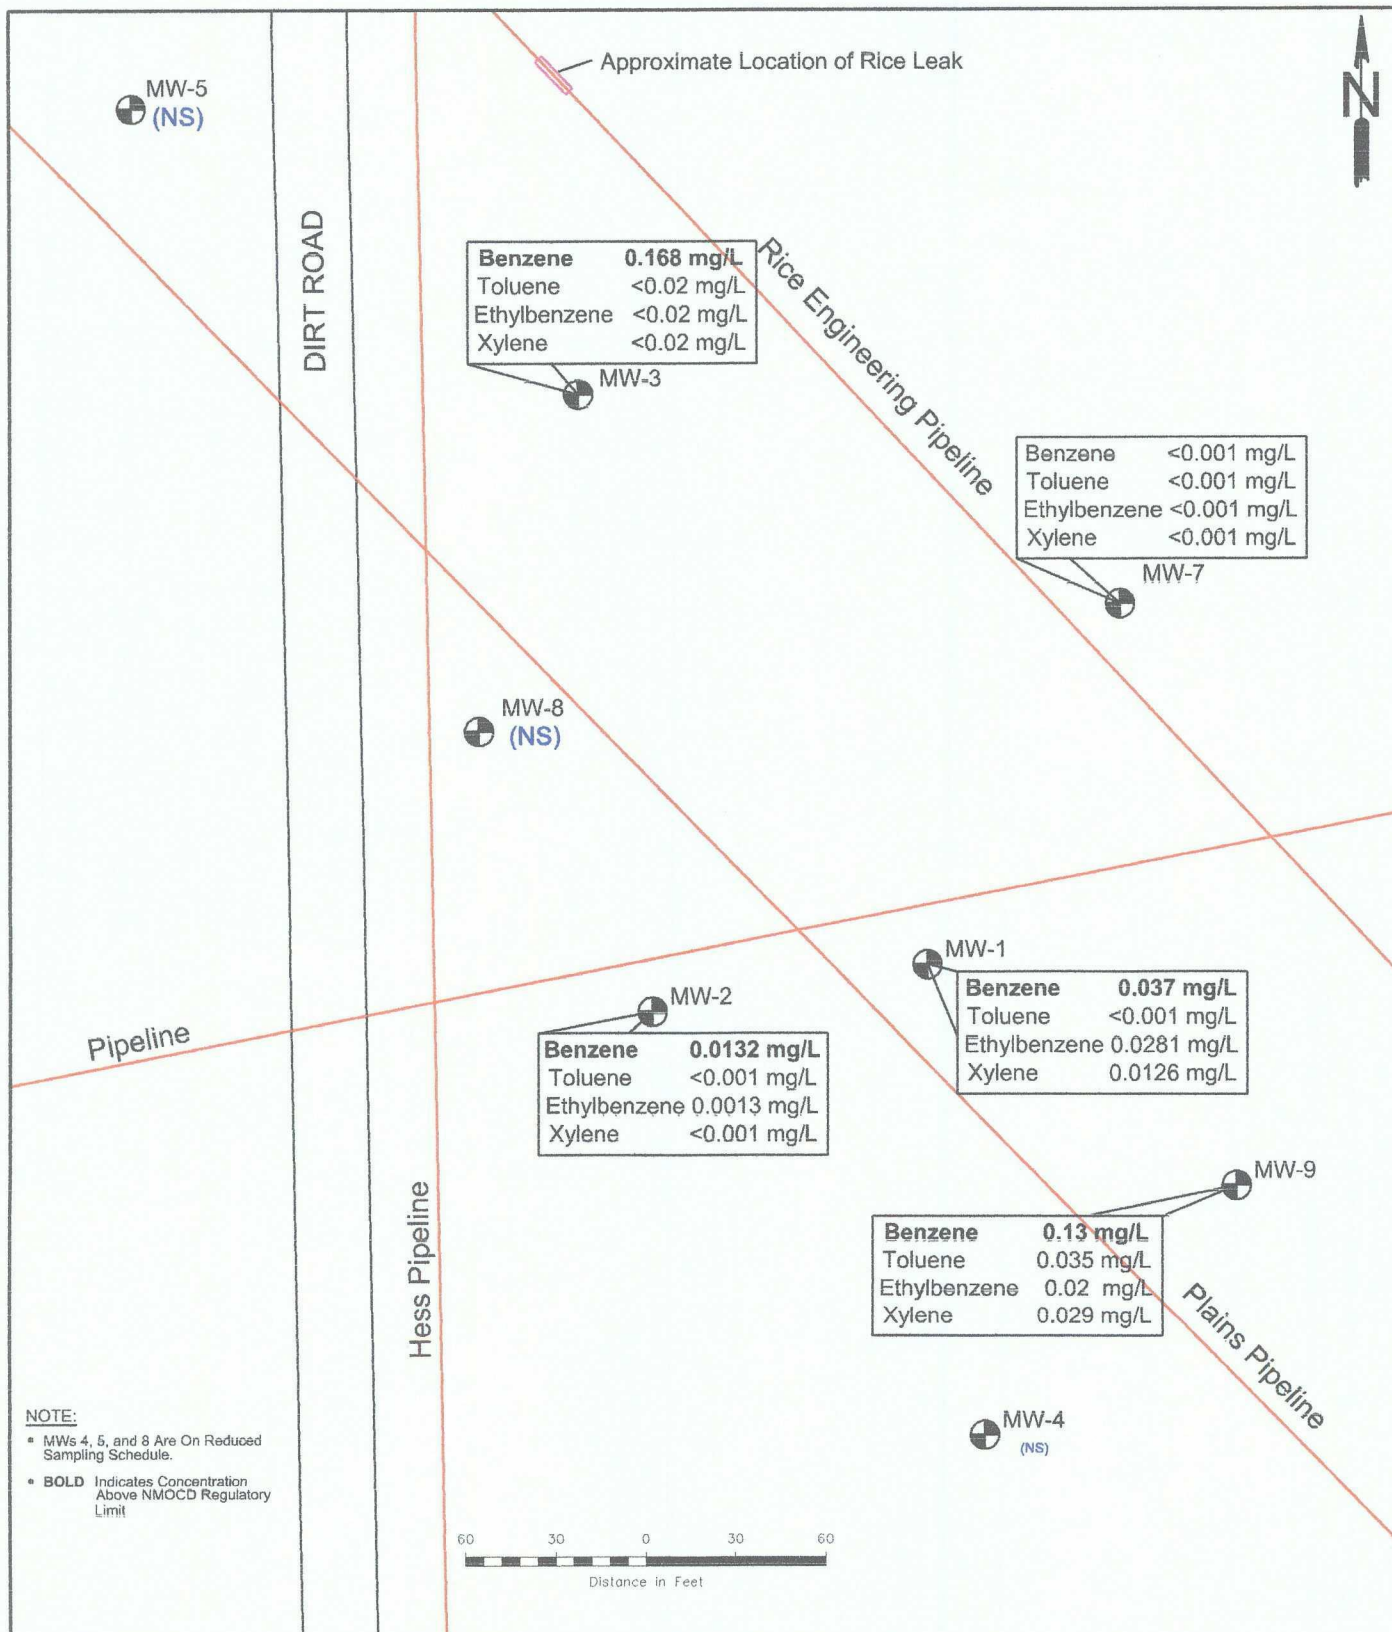 Approximate Location of Rice Leak
N
MW-5
(NS)
DIRT ROAD
Benzene 0.168 mg/L
Toluene <0.02 mg/L
Ethylbenzene <0.02 mg/L
Xylene <0.02 mg/L
MW-3
Rice Engineering Pipeline
Benzene <0.001 mg/L
Toluene <0.001 mg/L
Ethylbenzene <0.001 mg/L
Xylene <0.001 mg/L
MW-7
MW-8
(NS)
MW-1
Benzene 0.037 mg/L
Toluene <0.001 mg/L
Ethylbenzene 0.0281 mg/L
Xylene 0.0126 mg/L
MW-2
Benzene 0.0132 mg/L
Toluene <0.001 mg/L
Ethylbenzene 0.0013 mg/L
Xylene <0.001 mg/L
Pipeline
Hess Pipeline
MW-9
Benzene 0.13 mg/L
Toluene 0.035 mg/L
Ethylbenzene 0.02 mg/L
Xylene 0.029 mg/L
Plains Pipeline
MW-4
(NS)
NOTE:
• MWs 4, 5, and 8 Are On Reduced
Sampling Schedule.
• BOLD Indicates Concentration
Above NMOCD Regulatory
Limit
60 30 0 30 60
Distance in Feet